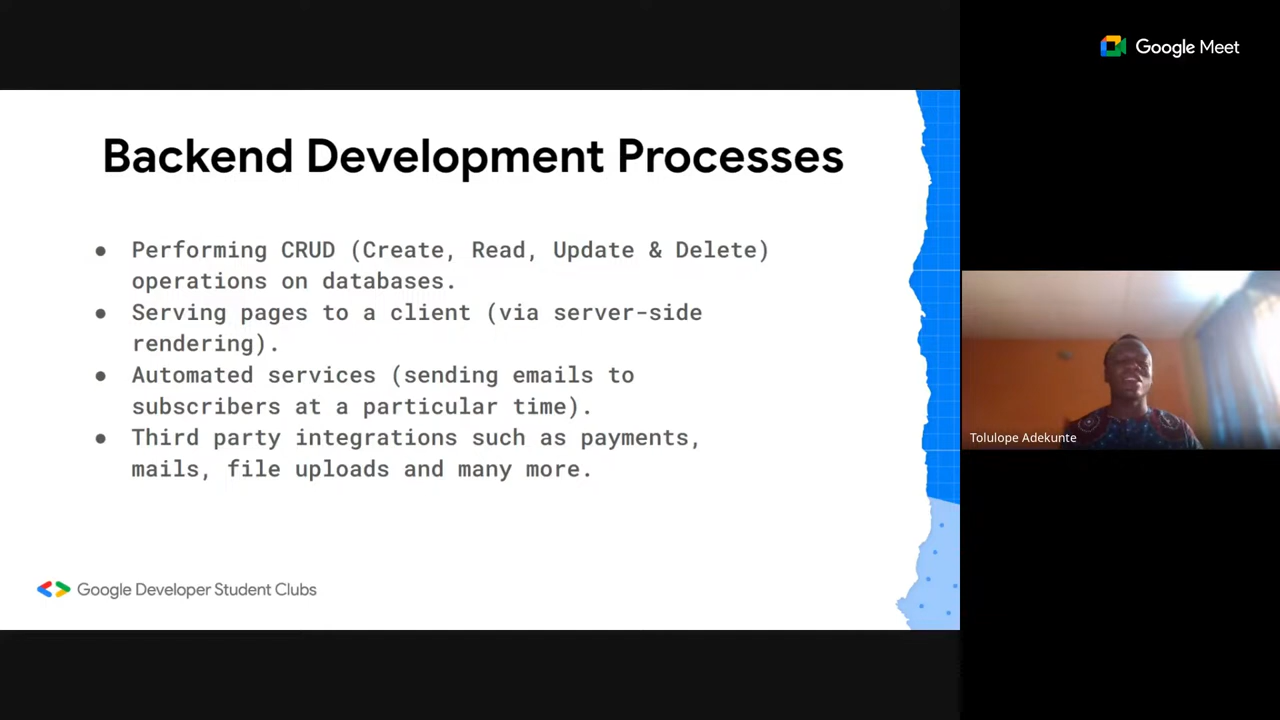 Google Meet
Backend Development Processes
● Performing CRUD (Create, Read, Update & Delete)
operations on databases.
● Serving pages to a client (via server-side
rendering).
● Automated services (sending emails to
subscribers at a particular time).
● Third party integrations such as payments,
mails, file uploads and many more.
Tolulope Adekunte
Google Developer Student Clubs